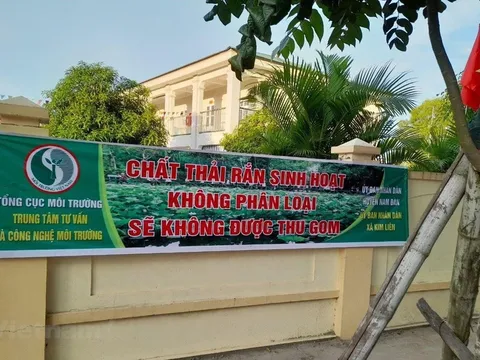 TỔNG CỤC MÔI TRƯỜNG
TRUNG TÂM TƯ VẤN
VÀ CÔNG NGHỆ MÔI TRƯỜNG
CHẤT THẢI RẮN SINH HOẠT
KHÔNG PHÂN LOẠI
SẼ KHÔNG ĐƯỢC THU GOM
ỦY BAN NHÂN DÂN
HUYỆN NAM ĐÀN
ỦY BAN NHÂN DÂN
XÃ KIM LIÊN